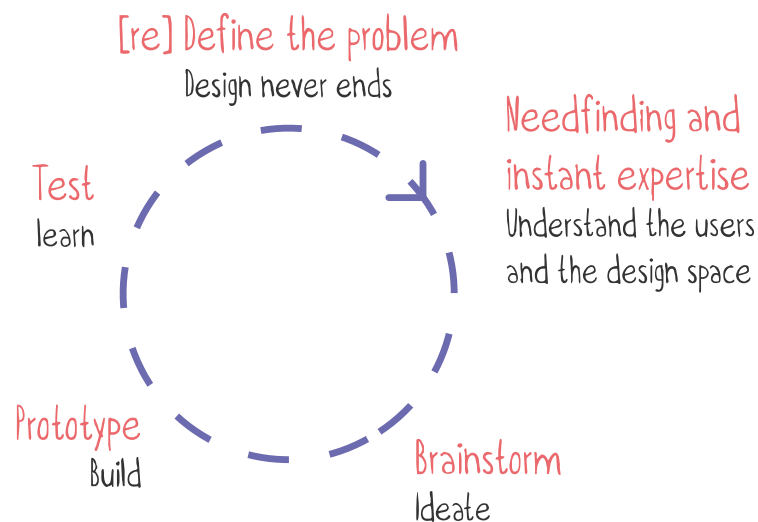 [re] Define the problem
Design never ends
Needfinding and
instant expertise
Understand the users
and the design space
Brainstorm
Ideate
Prototype
Build
Test
learn